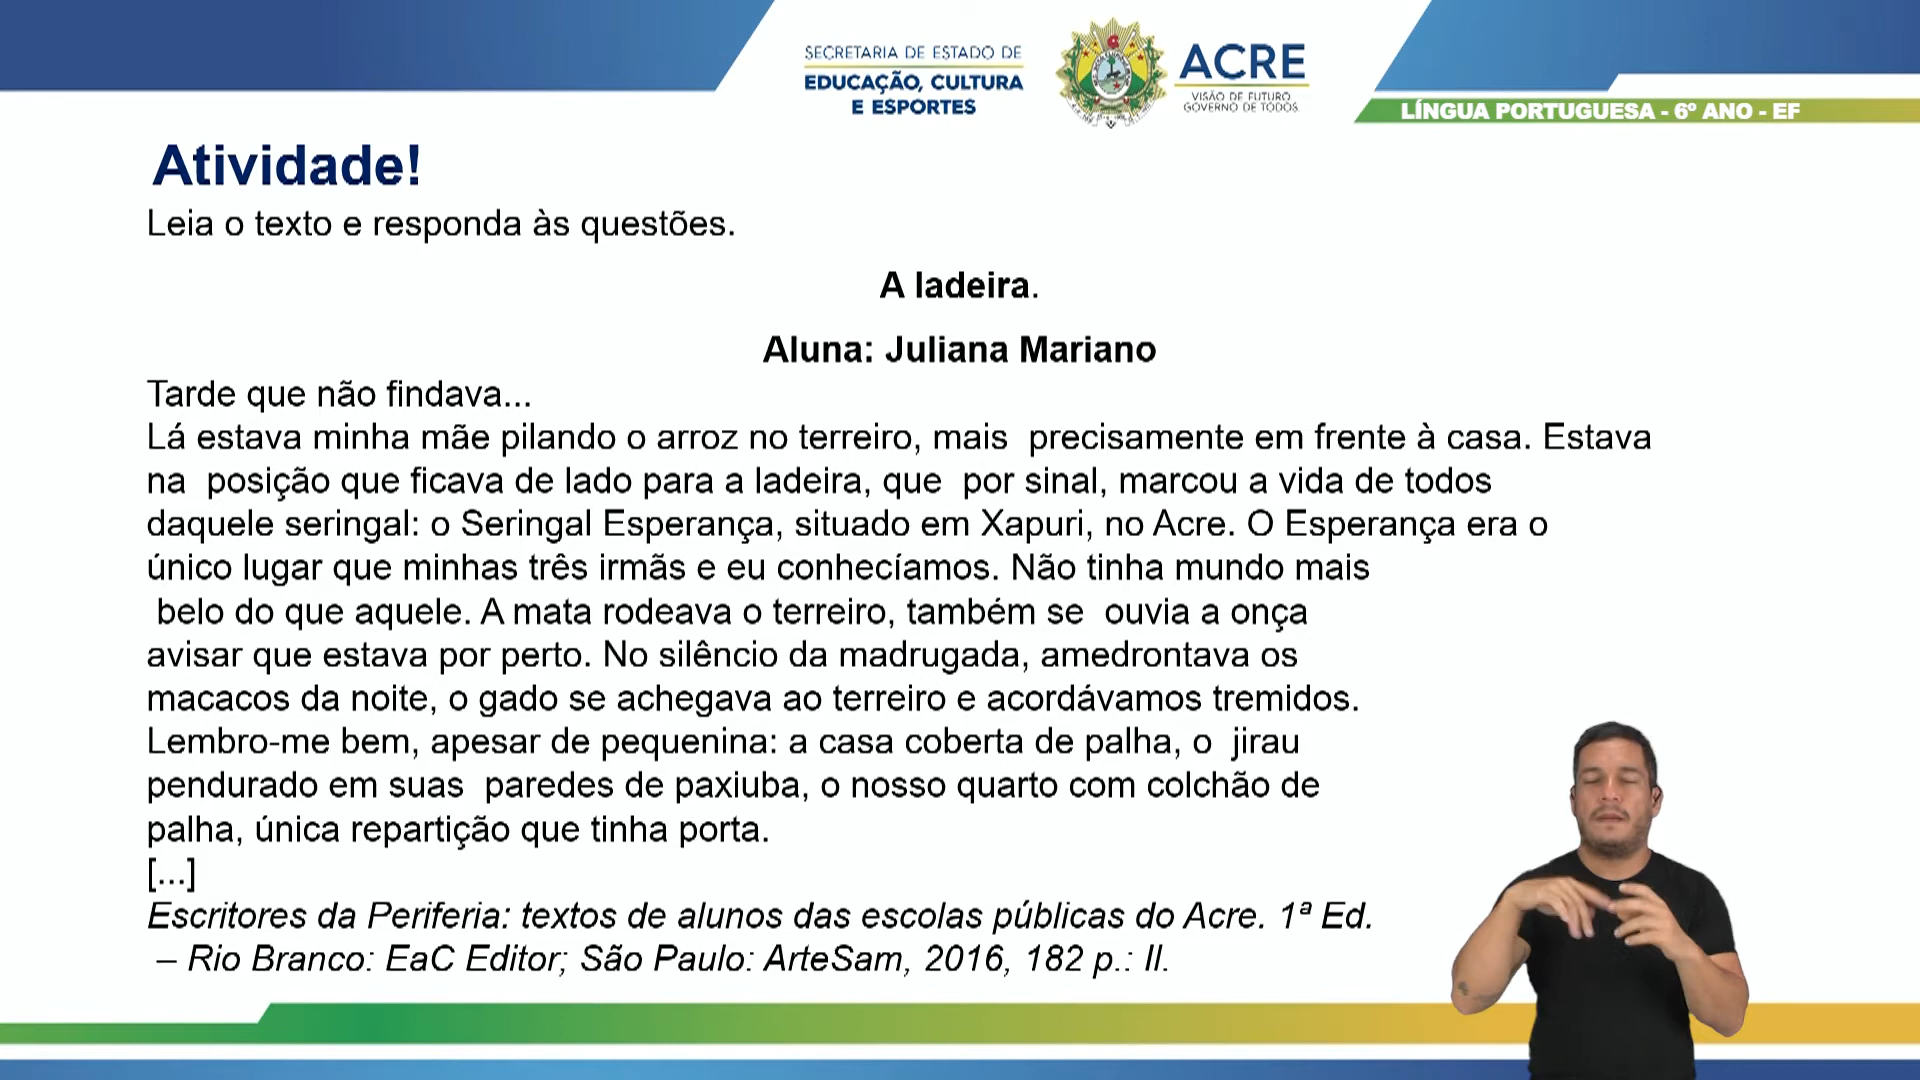 SECRETARIA DE ESTADO DE
EDUCAÇÃO, CULTURA
E ESPORTES
ACRE
VISÃO DE FUTURO
GOVERNO DE TODOS
LÍNGUA PORTUGUESA - 6º ANO - EF
Atividade!
Leia o texto e responda às questões.
A ladeira.
Aluna: Juliana Mariano
Tarde que não findava...
Lá estava minha mãe pilando o arroz no terreiro, mais precisamente em frente à casa. Estava
na posição que ficava de lado para a ladeira, que por sinal, marcou a vida de todos
daquele seringal: o Seringal Esperança, situado em Xapuri, no Acre. O Esperança era o
único lugar que minhas três irmãs e eu conhecíamos. Não tinha mundo mais
belo do que aquele. A mata rodeava o terreiro, também se ouvia a onça
avisar que estava por perto. No silêncio da madrugada, amedrontava os
macacos da noite, o gado se achegava ao terreiro e acordávamos tremidos.
Lembro-me bem, apesar de pequenina: a casa coberta de palha, o jirau
pendurado em suas paredes de paxiuba, o nosso quarto com colchão de
palha, única repartição que tinha porta.
[...]
Escritores da Periferia: textos de alunos das escolas públicas do Acre. 1ª Ed.
– Rio Branco: EaC Editor; São Paulo: ArteSam, 2016, 182 p.: Il.